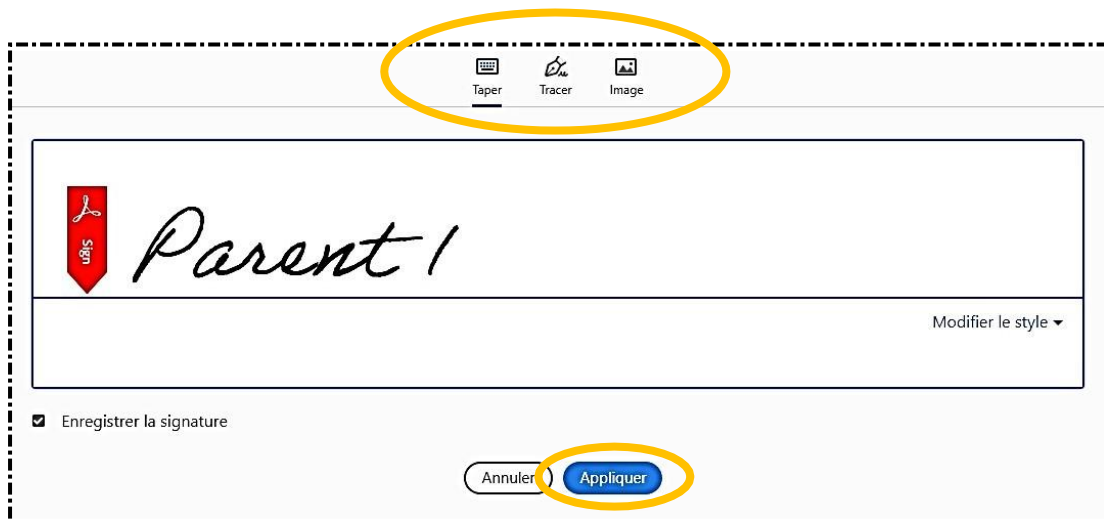 Taper Tracer Image
Sign
Parent 1
Modifier le style
Enregistrer la signature
Annuler Appliquer